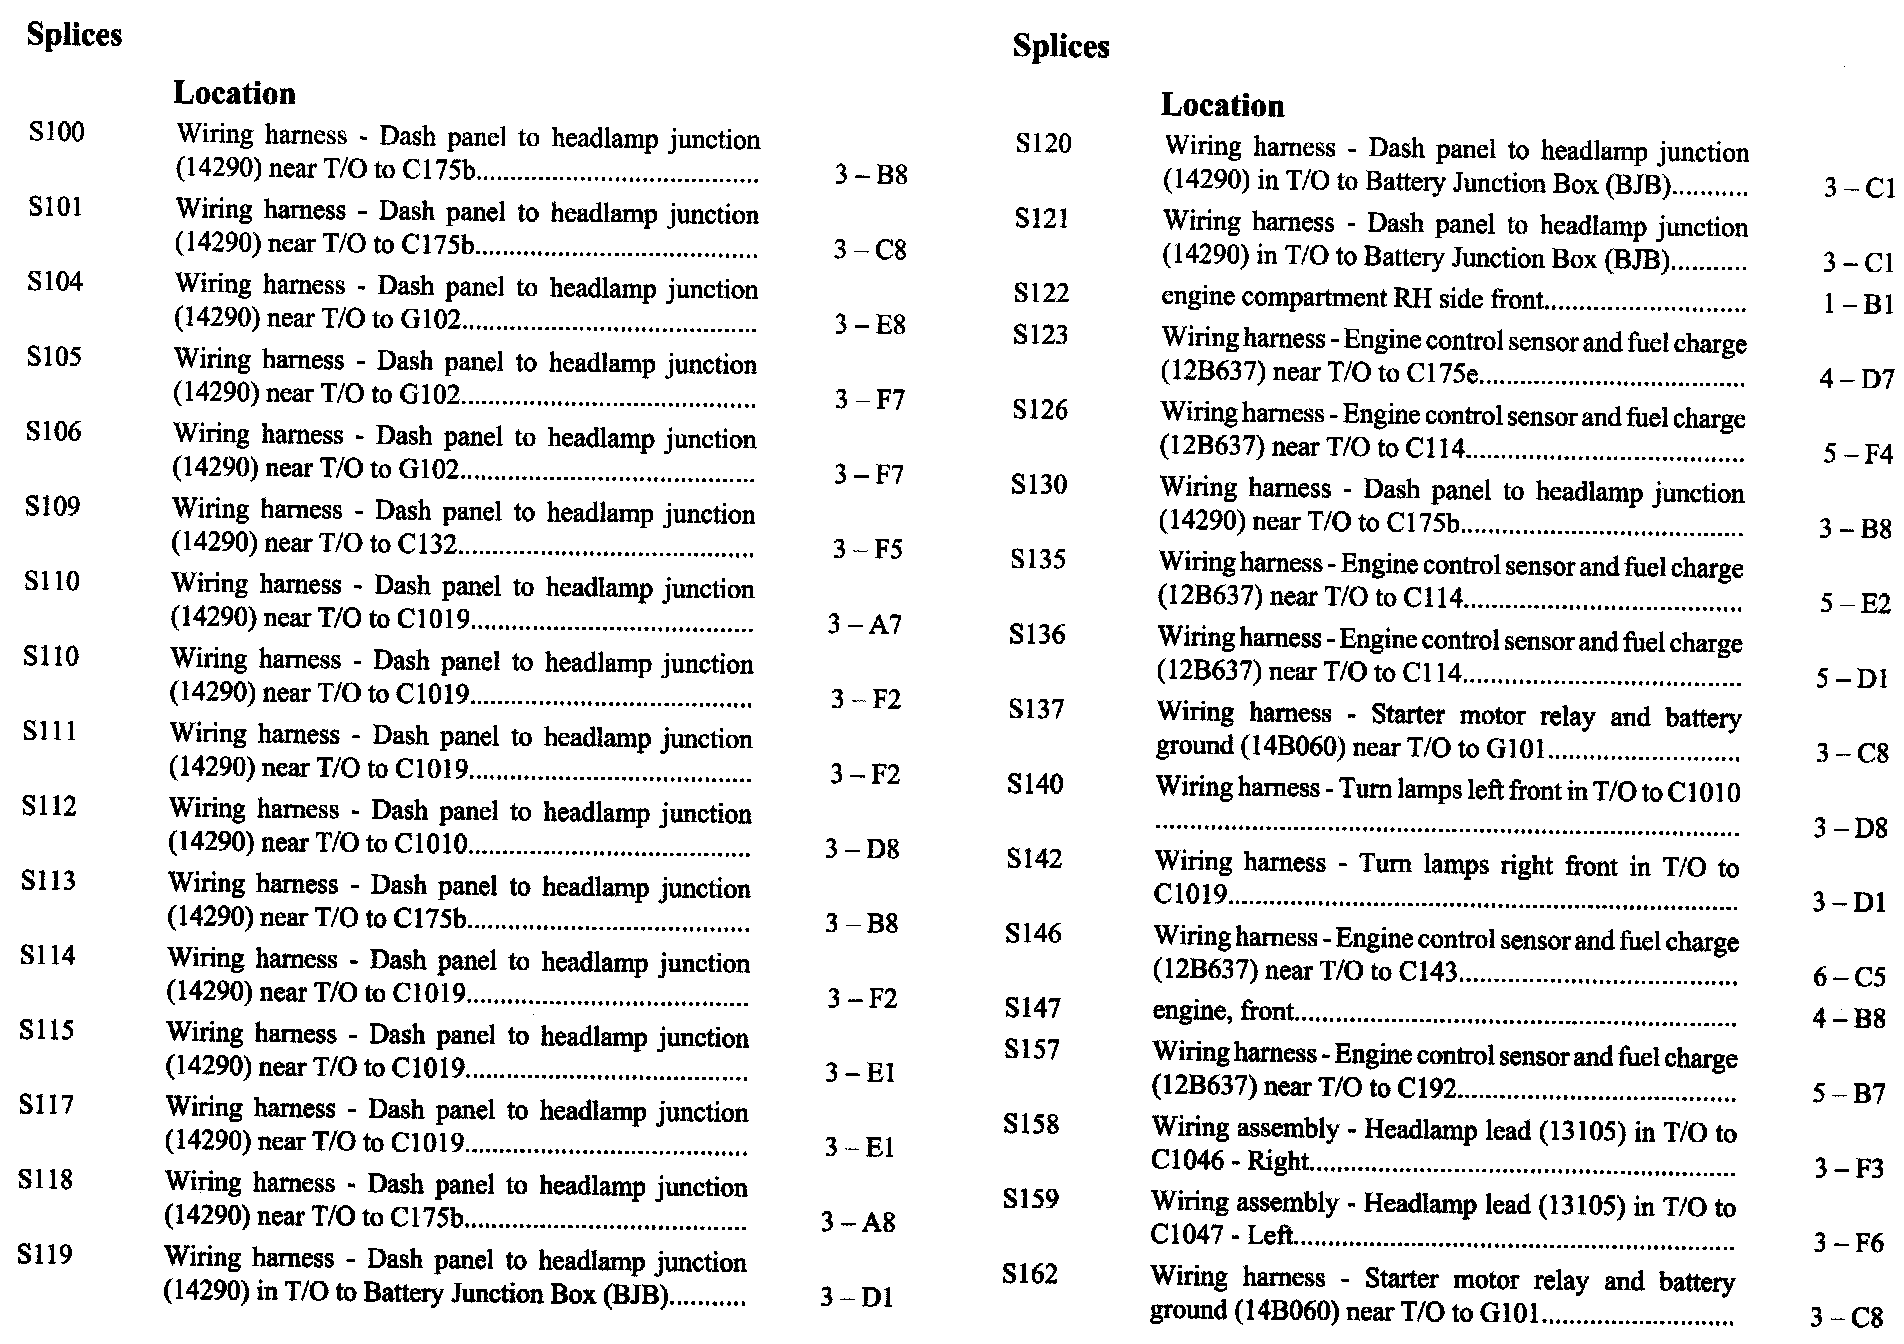 Splices
Location
S100 Wiring harness - Dash panel to headlamp junction
(14290) near T/O to C175b................................................ 3 – B8
S101 Wiring harness - Dash panel to headlamp junction
(14290) near T/O to C175b................................................ 3 – C8
S104 Wiring harness - Dash panel to headlamp junction
(14290) near T/O to G102.................................................. 3 – E8
S105 Wiring harness - Dash panel to headlamp junction
(14290) near T/O to G102.................................................. 3 – F7
S106 Wiring harness - Dash panel to headlamp junction
(14290) near T/O to G102.................................................. 3 – F7
S109 Wiring harness - Dash panel to headlamp junction
(14290) near T/O to C132.................................................. 3 – F5
S110 Wiring harness - Dash panel to headlamp junction
(14290) near T/O to C1019................................................ 3 – A7
S110 Wiring harness - Dash panel to headlamp junction
(14290) near T/O to C1019................................................ 3 – F2
S111 Wiring harness - Dash panel to headlamp junction
(14290) near T/O to C1019................................................ 3 – F2
S112 Wiring harness - Dash panel to headlamp junction
(14290) near T/O to C1010................................................ 3 – D8
S113 Wiring harness - Dash panel to headlamp junction
(14290) near T/O to C175b................................................ 3 – B8
S114 Wiring harness - Dash panel to headlamp junction
(14290) near T/O to C1019................................................ 3 – F2
S115 Wiring harness - Dash panel to headlamp junction
(14290) near T/O to C1019................................................ 3 – E1
S117 Wiring harness - Dash panel to headlamp junction
(14290) near T/O to C1019................................................ 3 – E1
S118 Wiring harness - Dash panel to headlamp junction
(14290) near T/O to C175b................................................ 3 – A8
S119 Wiring harness - Dash panel to headlamp junction
(14290) in T/O to Battery Junction Box (BJB)........... 3 – D1
Splices
Location
S120 Wiring harness - Dash panel to headlamp junction
(14290) in T/O to Battery Junction Box (BJB)........... 3 – C1
S121 Wiring harness - Dash panel to headlamp junction
(14290) in T/O to Battery Junction Box (BJB)........... 3 – C1
S122 engine compartment RH side front.................................. 1 – B1
S123 Wiring harness - Engine control sensor and fuel charge
(12B637) near T/O to C175e............................................. 4 – D7
S126 Wiring harness - Engine control sensor and fuel charge
(12B637) near T/O to C114............................................... 5 – F4
S130 Wiring harness - Dash panel to headlamp junction
(14290) near T/O to C175b................................................ 3 – B8
S135 Wiring harness - Engine control sensor and fuel charge
(12B637) near T/O to C114............................................... 5 – E2
S136 Wiring harness - Engine control sensor and fuel charge
(12B637) near T/O to C114............................................... 5 – D1
S137 Wiring harness - Starter motor relay and battery
ground (14B060) near T/O to G101................................. 3 – C8
S140 Wiring harness - Turn lamps left front in T/O to C1010
.................................................................................................... 3 – D8
S142 Wiring harness - Turn lamps right front in T/O to
C1019....................................................................................... 3 – D1
S146 Wiring harness - Engine control sensor and fuel charge
(12B637) near T/O to C143............................................... 6 – C5
S147 engine, front............................................................................ 4 – B8
S157 Wiring harness - Engine control sensor and fuel charge
(12B637) near T/O to C192............................................... 5 – B7
S158 Wiring assembly - Headlamp lead (13105) in T/O to
C1046 - Right......................................................................... 3 – F3
S159 Wiring assembly - Headlamp lead (13105) in T/O to
C1047 - Left........................................................................... 3 – F6
S162 Wiring harness - Starter motor relay and battery
ground (14B060) near T/O to G101................................. 3 – C8